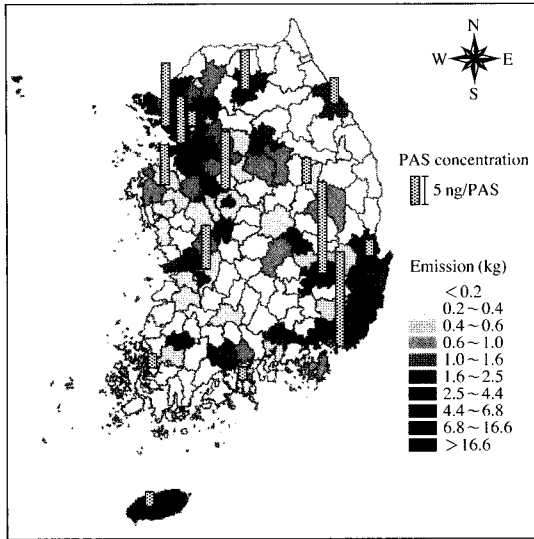 N
W E
S
PAS concentration
5 ng/PAS
Emission (kg)
<0.2
0.2~0.4
0.4~0.6
0.6~1.0
1.0~1.6
1.6~2.5
2.5~4.4
4.4~6.8
6.8~16.6
>16.6